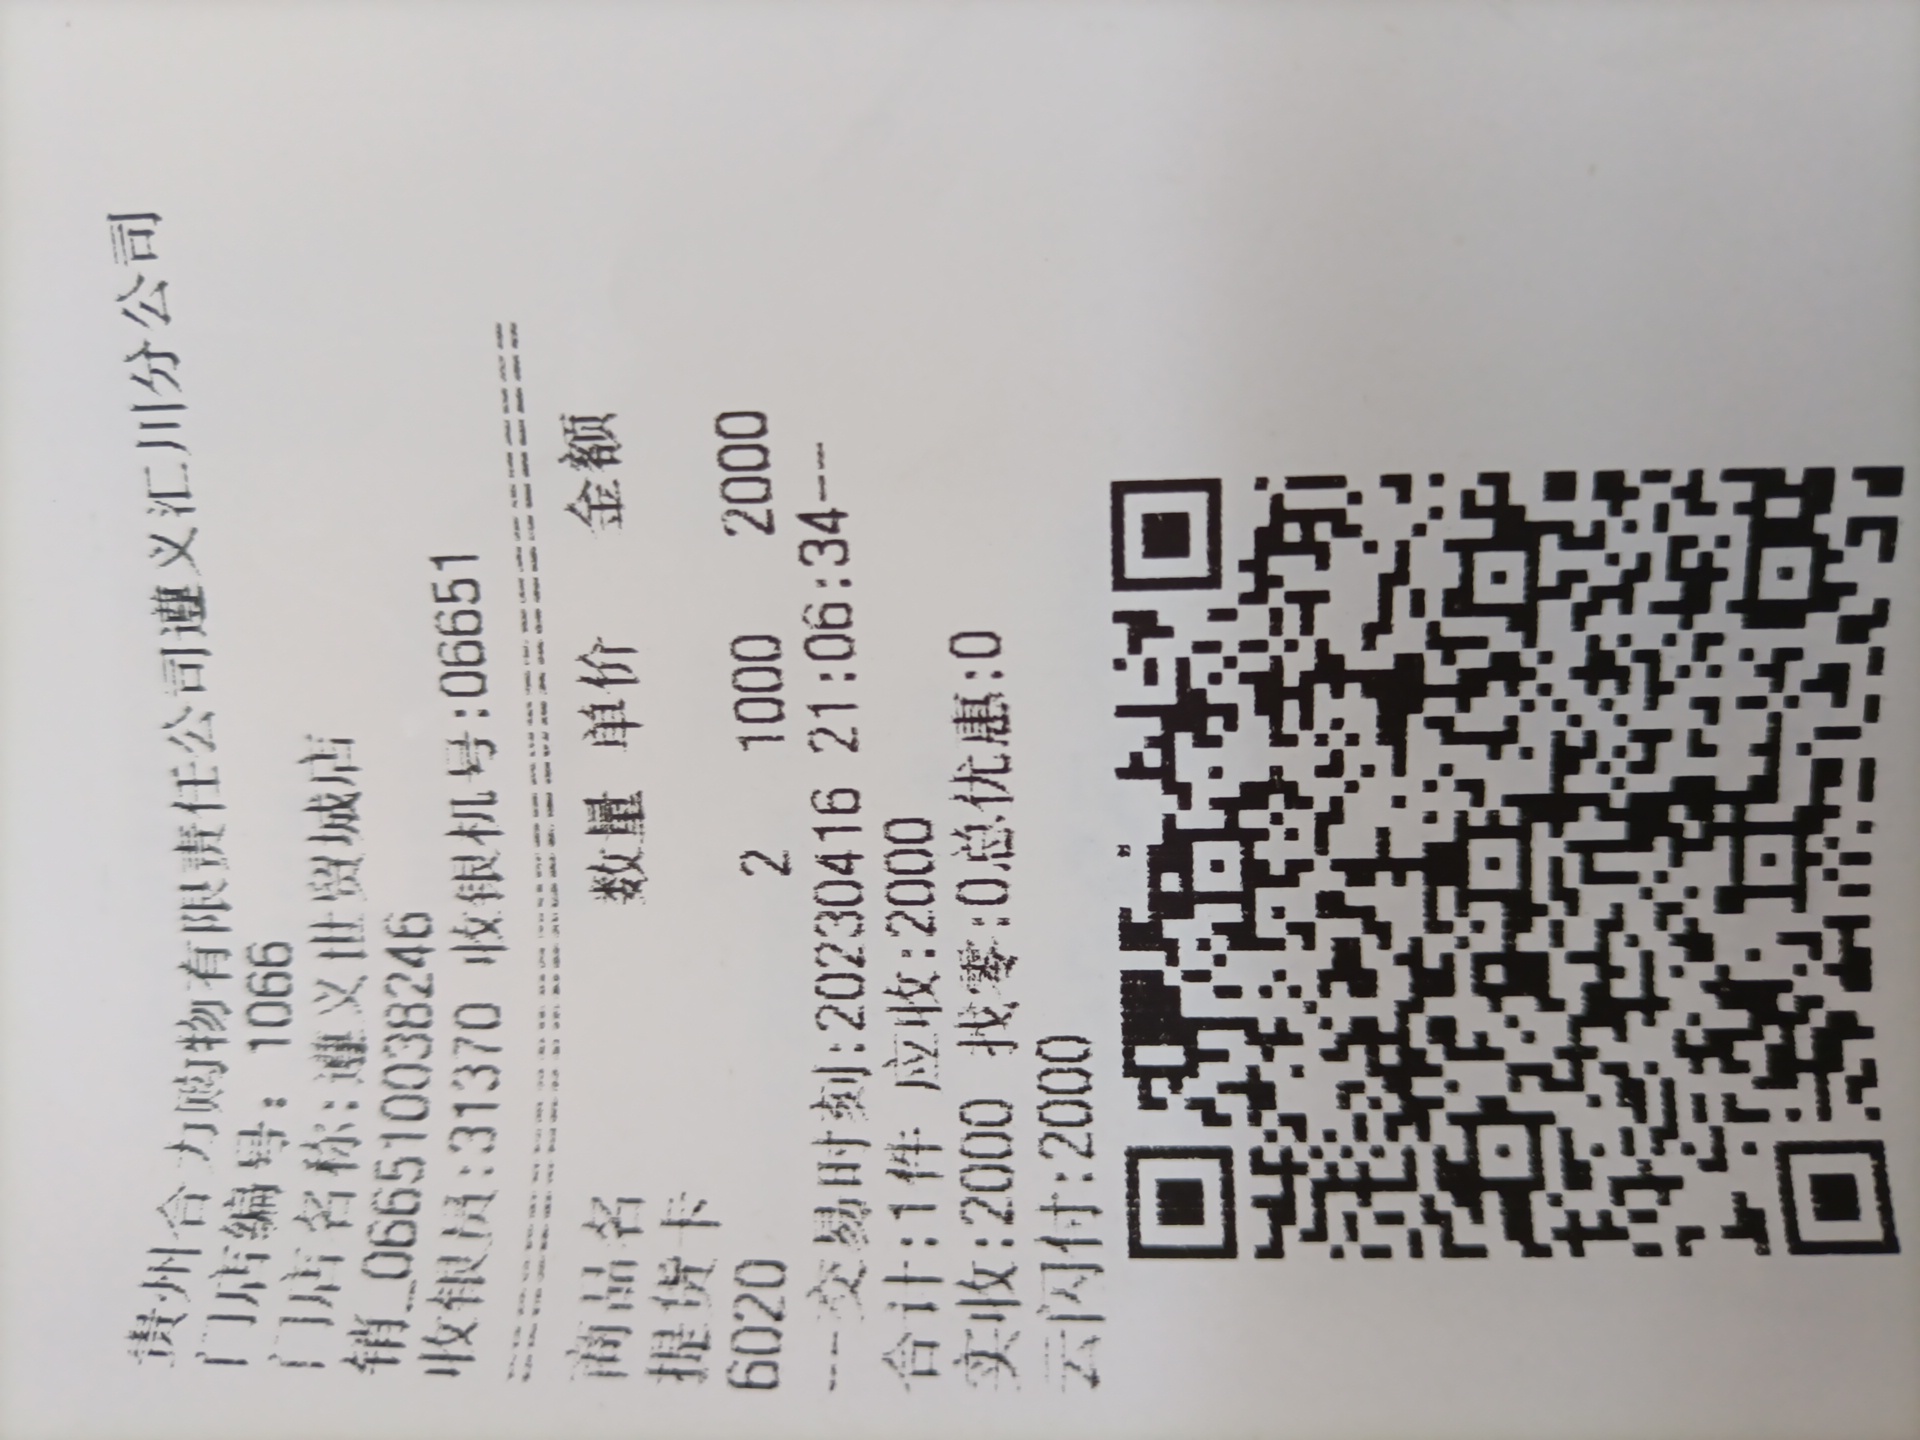 贵州合力购物有限责任公司遵义汇川分公司
门店编号: 1066
门店名称:遵义世贸城店
销_066510038246
收银员:31370 收银机号:06651
商品名 数量 单价 金额
提货卡
6020 2 1000 2000
---交易时刻:20230416 21:06:34---
合计:1件 应收:2000
实收:2000 找零:0总优惠:0
云闪付:2000